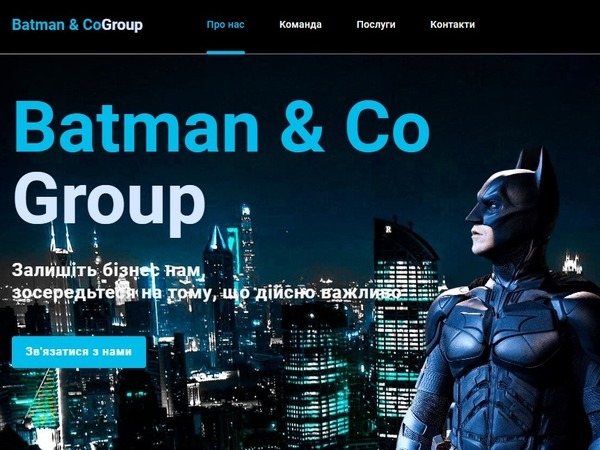 Batman & CoGroup
Про нас Команда Послуги Контакти
Batman & Co
Group
Залишіть бізнес нам,
зосередьтеся на тому, що дійсно важливо
Зв'язатися з нами